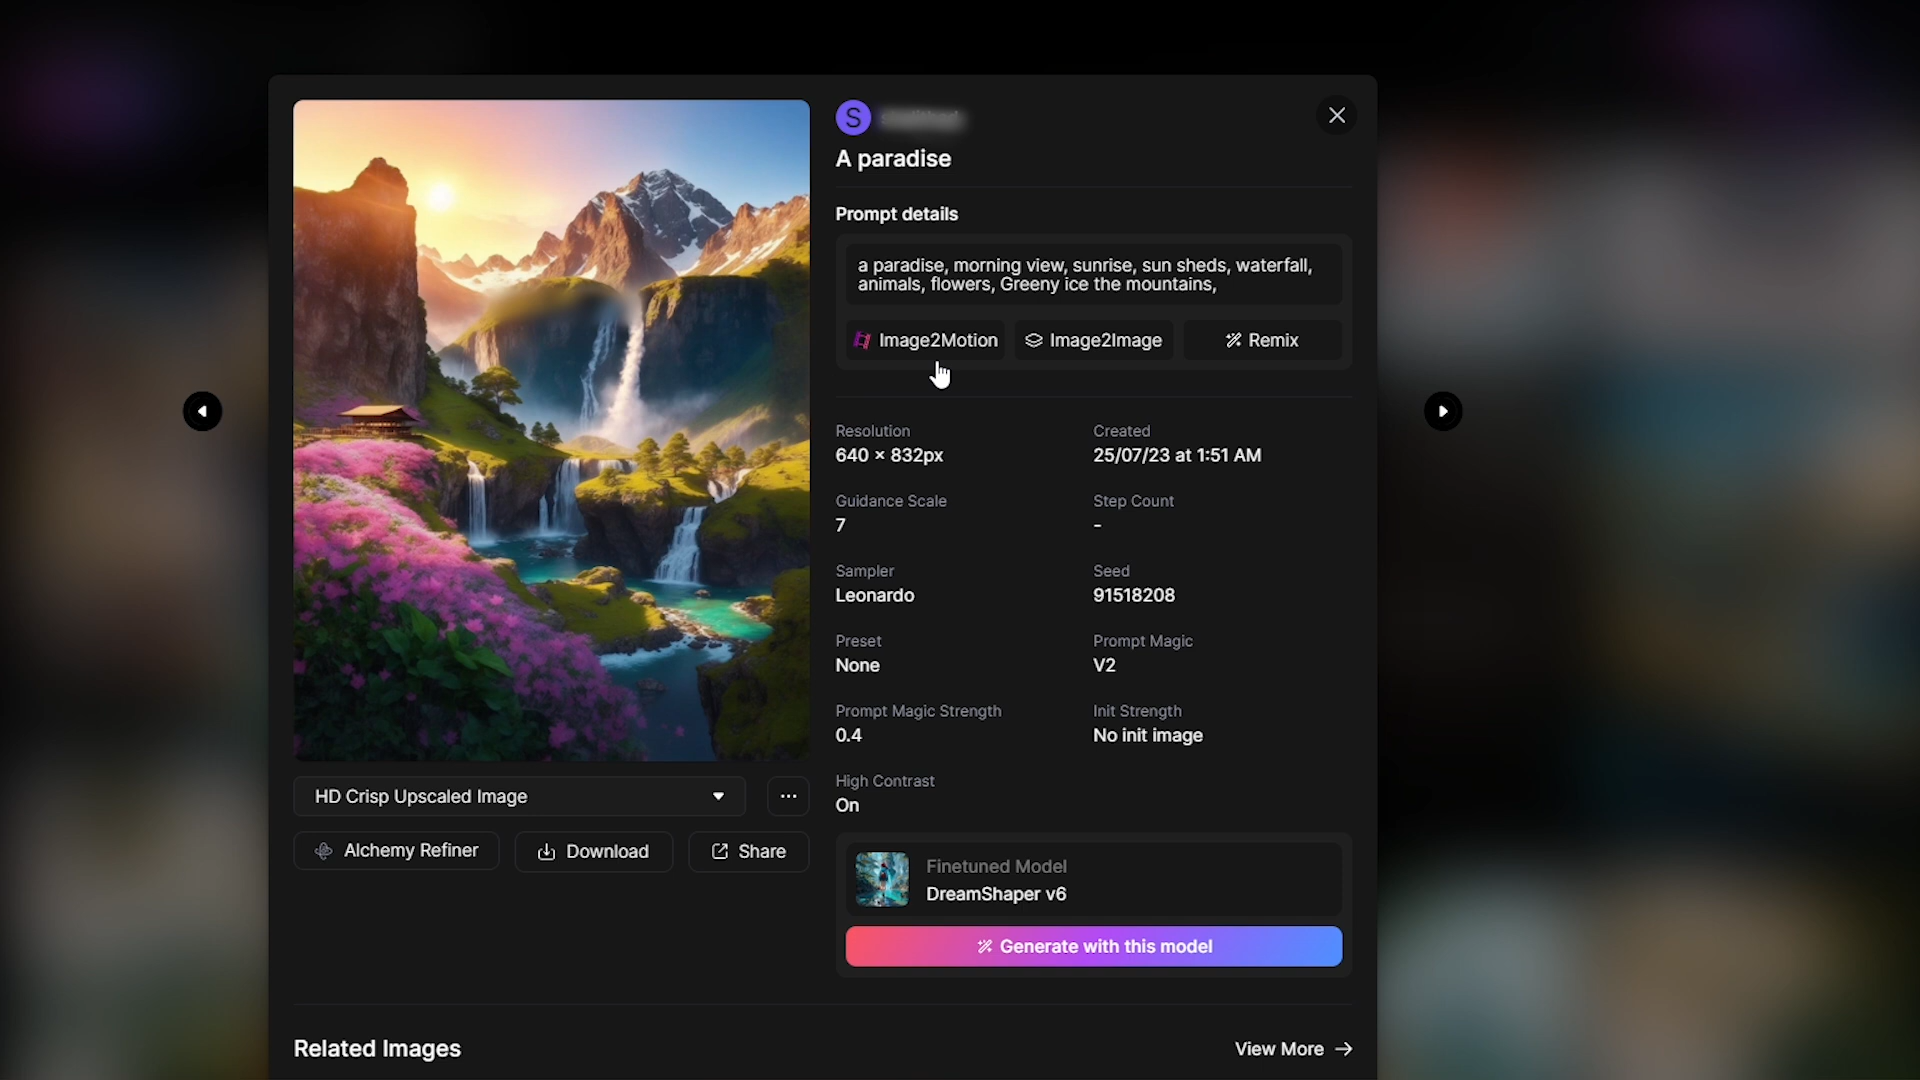 S
A paradise
Prompt details
a paradise, morning view, sunrise, sun sheds, waterfall,
animals, flowers, Greeny ice the mountains,
Image2Motion
Image2Image
Remix
Resolution
640 × 832px
Created
25/07/23 at 1:51 AM
Guidance Scale
7
Step Count
-
Sampler
Leonardo
Seed
91518208
Preset
None
Prompt Magic
V2
Prompt Magic Strength
0.4
Init Strength
No init image
High Contrast
On
HD Crisp Upscaled Image
Alchemy Refiner
Download
Share
Finetuned Model
DreamShaper v6
Generate with this model
Related Images
View More